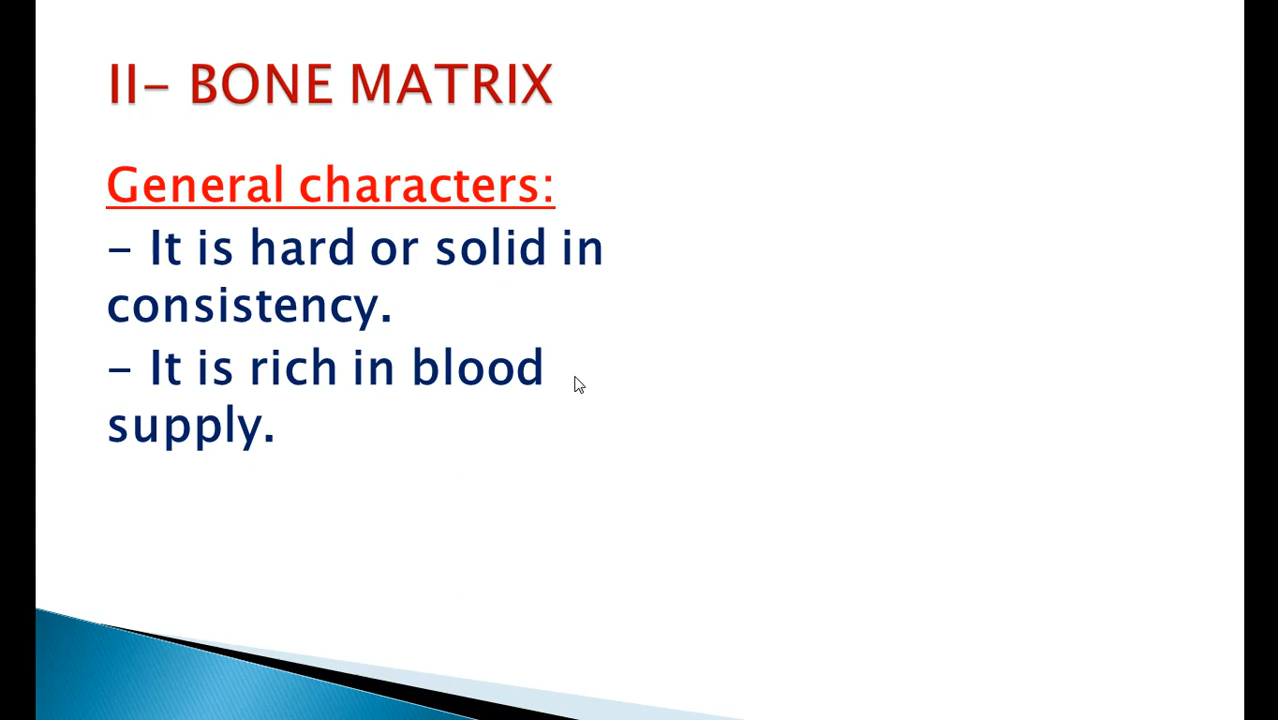 II- BONE MATRIX
General characters:
- It is hard or solid in
consistency.
- It is rich in blood
supply.